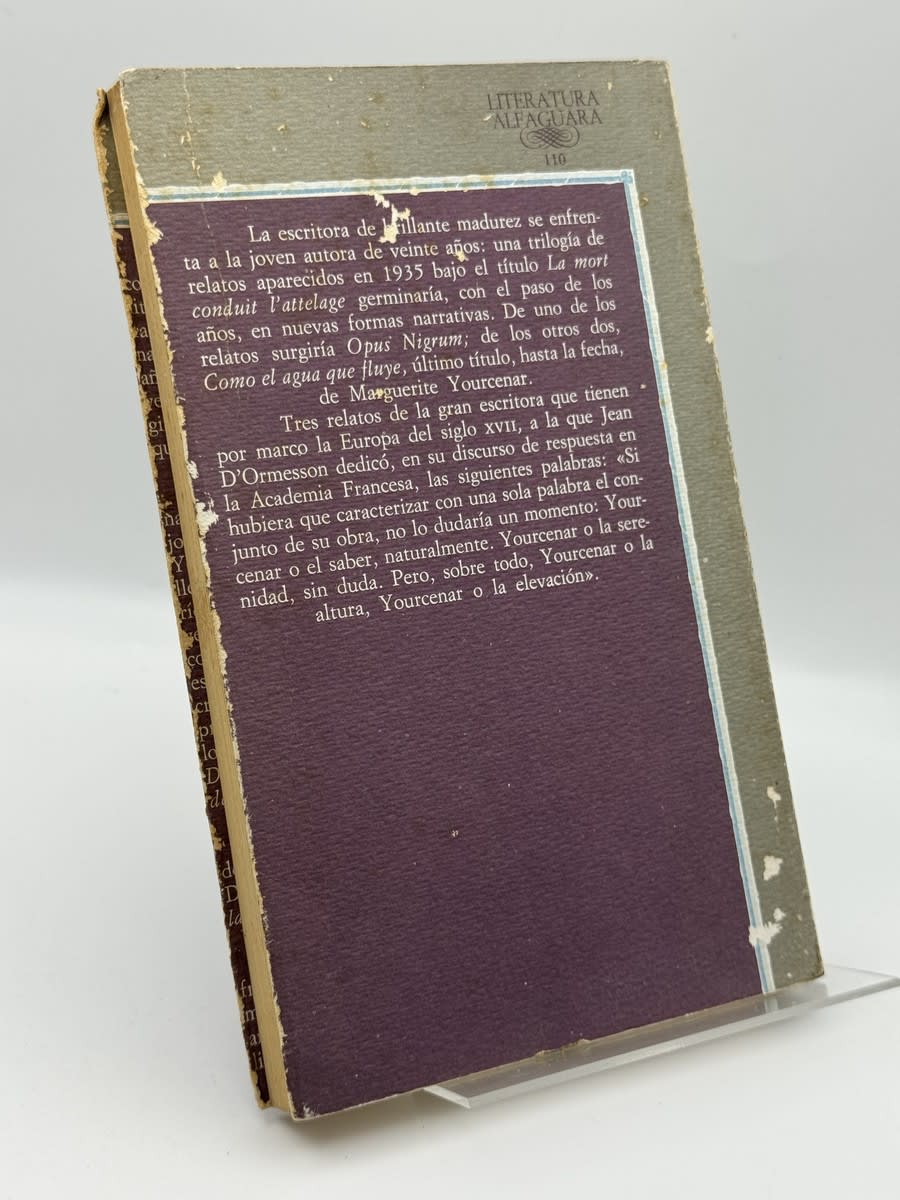 LITERATURA
ALFAGUARA
110
La escritora de brillante madurez se enfren-
ta a la joven autora de veinte años: una trilogía de
relatos aparecidos en 1935 bajo el título La mort
conduit l'attelage germinaría, con el paso de los
años, en nuevas formas narrativas. De uno de los
relatos surgiría Opus Nigrum; de los otros dos,
Como el agua que fluye, último título, hasta la fecha,
de Marguerite Yourcenar.
Tres relatos de la gran escritora que tienen
por marco la Europa del siglo XVII, a la que Jean
D'Ormesson dedicó, en su discurso de respuesta en
la Academia Francesa, las siguientes palabras: «Si
hubiera que caracterizar con una sola palabra el con-
junto de su obra, no lo dudaría un momento: Your-
cenar o el saber, naturalmente. Yourcenar o la sere-
nidad, sin duda. Pero, sobre todo, Yourcenar o la
altura, Yourcenar o la elevación».